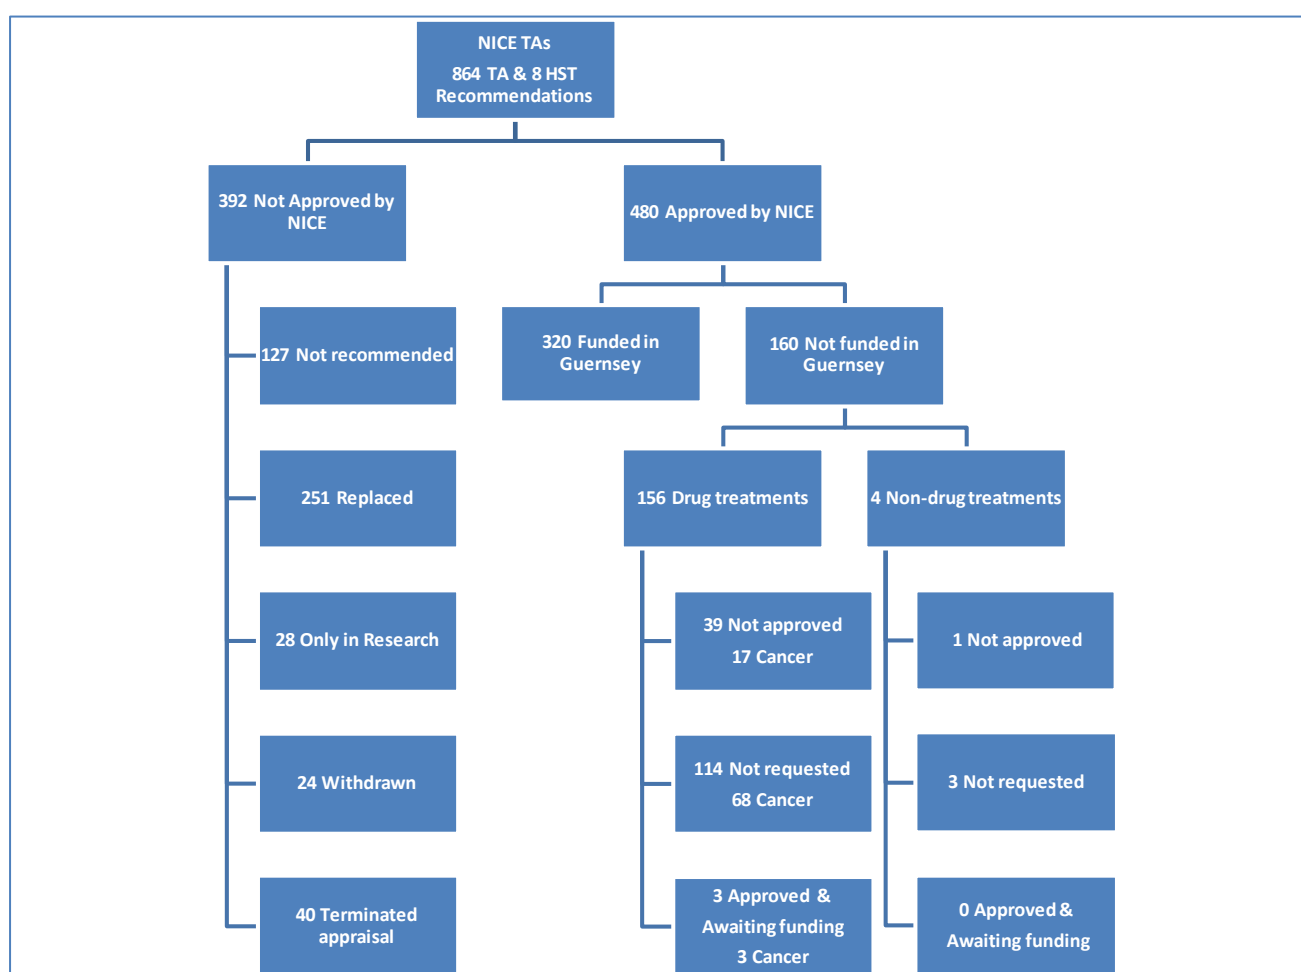 NICE TAs
864 TA & 8 HST
Recommendations
392 Not Approved by
NICE
480 Approved by NICE
127 Not recommended
251 Replaced
28 Only in Research
24 Withdrawn
40 Terminated
appraisal
320 Funded in
Guernsey
160 Not funded in
Guernsey
156 Drug treatments
4 Non-drug treatments
39 Not approved
17 Cancer
114 Not requested
68 Cancer
3 Approved &
Awaiting funding
3 Cancer
1 Not approved
3 Not requested
0 Approved &
Awaiting funding